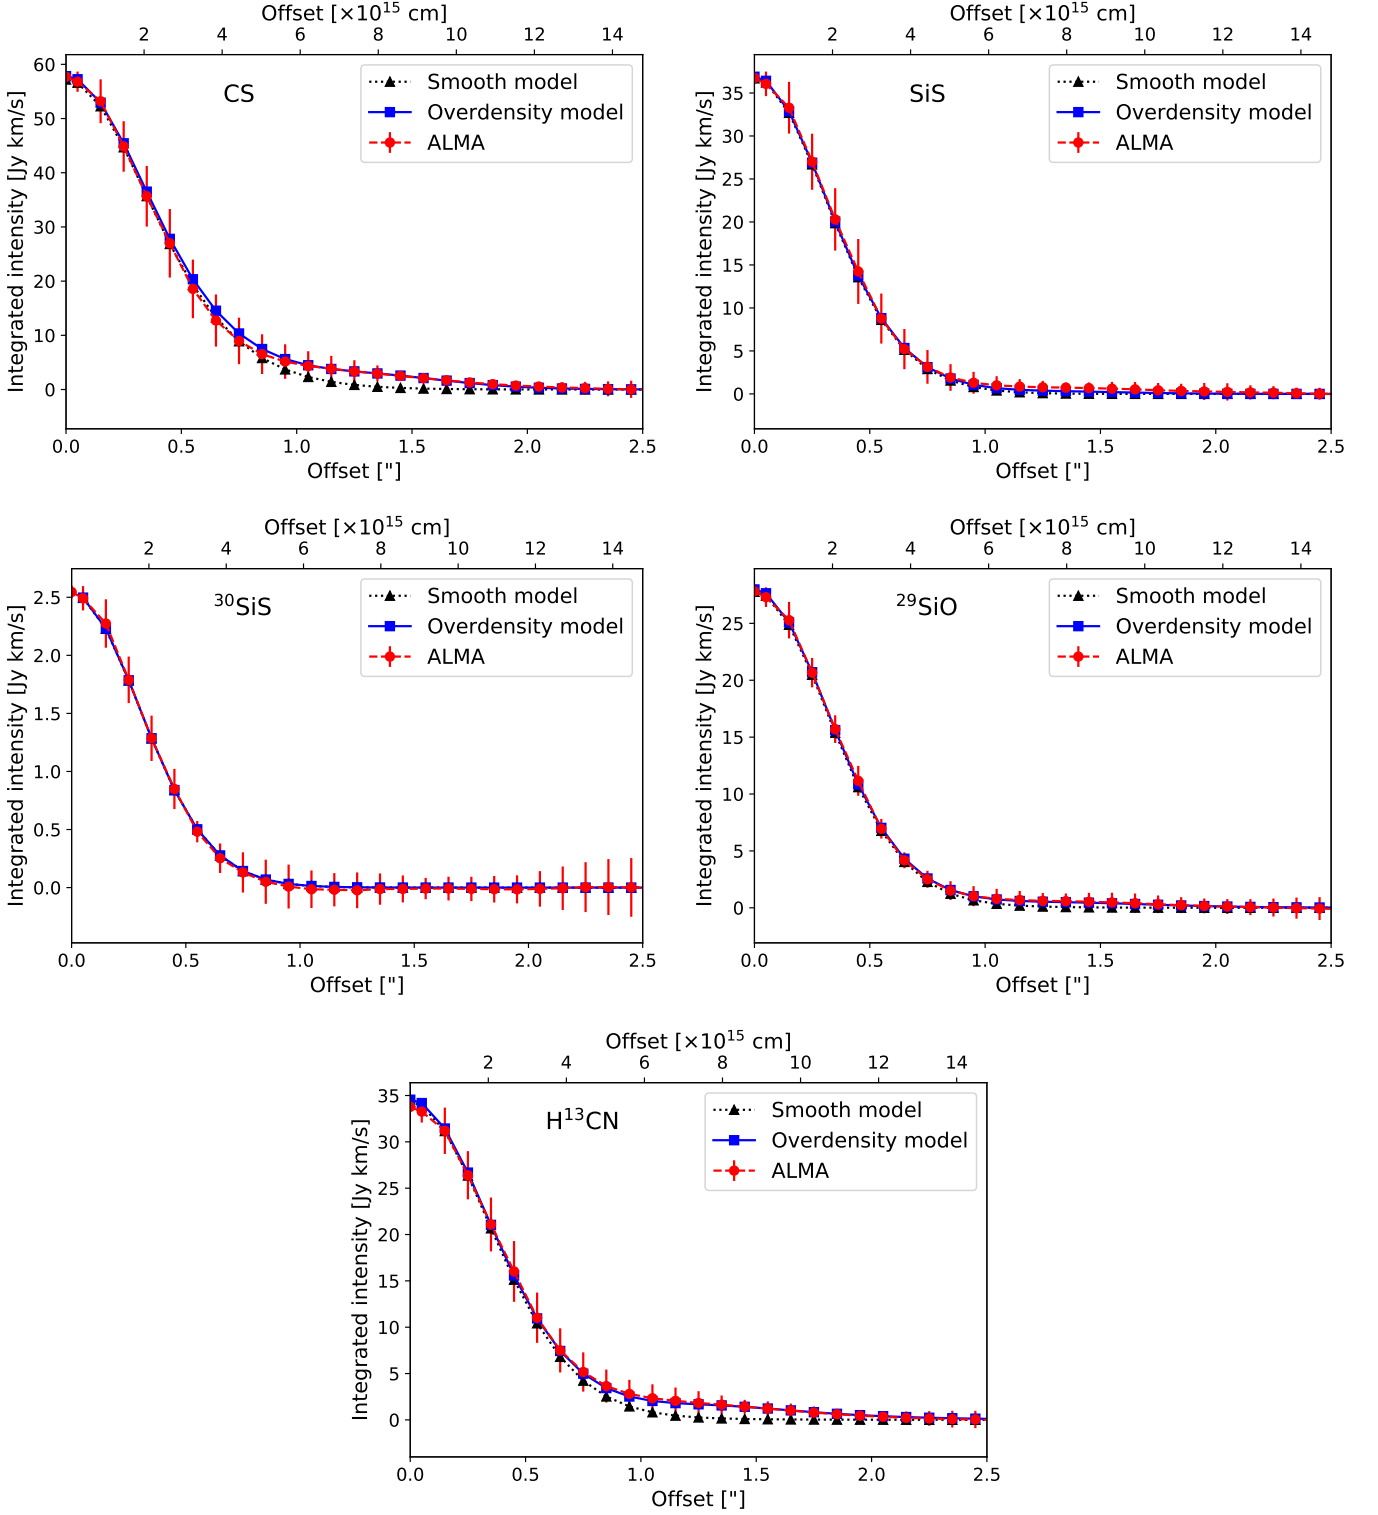 Offset [×10¹⁵ cm]
2 4 6 8 10 12 14
60
50
40
30
20
10
0
Integrated intensity [Jy km/s]
CS
Smooth model
Overdensity model
ALMA
0.0 0.5 1.0 1.5 2.0 2.5
Offset ["]
Offset [×10¹⁵ cm]
2 4 6 8 10 12 14
35
30
25
20
15
10
5
0
Integrated intensity [Jy km/s]
SiS
Smooth model
Overdensity model
ALMA
0.0 0.5 1.0 1.5 2.0 2.5
Offset ["]
Offset [×10¹⁵ cm]
2 4 6 8 10 12 14
2.5
2.0
1.5
1.0
0.5
0.0
Integrated intensity [Jy km/s]
³⁰SiS
Smooth model
Overdensity model
ALMA
0.0 0.5 1.0 1.5 2.0 2.5
Offset ["]
Offset [×10¹⁵ cm]
2 4 6 8 10 12 14
25
20
15
10
5
0
Integrated intensity [Jy km/s]
²⁹SiO
Smooth model
Overdensity model
ALMA
0.0 0.5 1.0 1.5 2.0 2.5
Offset ["]
Offset [×10¹⁵ cm]
2 4 6 8 10 12 14
35
30
25
20
15
10
5
0
Integrated intensity [Jy km/s]
H¹³CN
Smooth model
Overdensity model
ALMA
0.0 0.5 1.0 1.5 2.0 2.5
Offset ["]